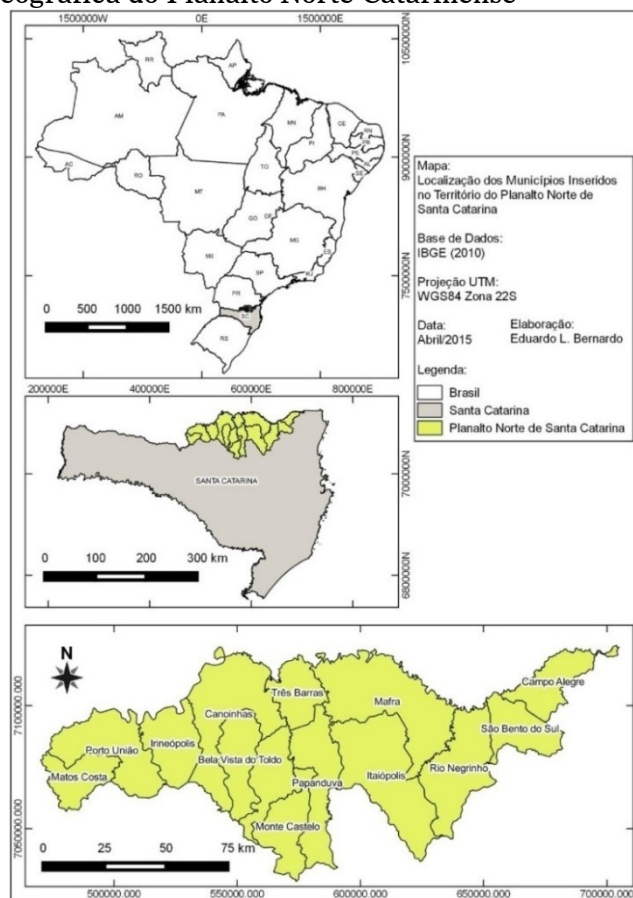 ográfica do Planalto Norte Catarinense
1500000W 0E 1500000E
10500000N
9000000N
7500000N
RR
AP
AM
PA
MN
CE
RN
PB
PE
AL
SE
PI
AC
RO
TO
MT
BH
GO
DF
MG
ES
MS
SP
RJ
PR
SC
RS
0 500 1000 1500 km
Mapa:
Localização dos Municípios Inseridos
no Território do Planalto Norte de
Santa Catarina
Base de Dados:
IBGE (2010)
Projeção UTM:
WGS84 Zona 22S
Data: Elaboração:
Abril/2015 Eduardo L. Bernardo
Legenda:
Brasil
Santa Catarina
Planalto Norte de Santa Catarina
200000E 400000E 600000E 800000E
7000000N
6800000N
SANTA CATARINA
0 100 200 300 km
N
7100000.000
7050000.000
Campo Alegre
Três Barras
Mafra
Canoinhas
São Bento do Sul
Irineópolis
Porto União
Bela Vista do Toldo
Rio Negrinho
Matos Costa
Itaiópolis
Papanduva
Monte Castelo
0 25 50 75 km
500000.000 550000.000 600000.000 650000.000 700000.000